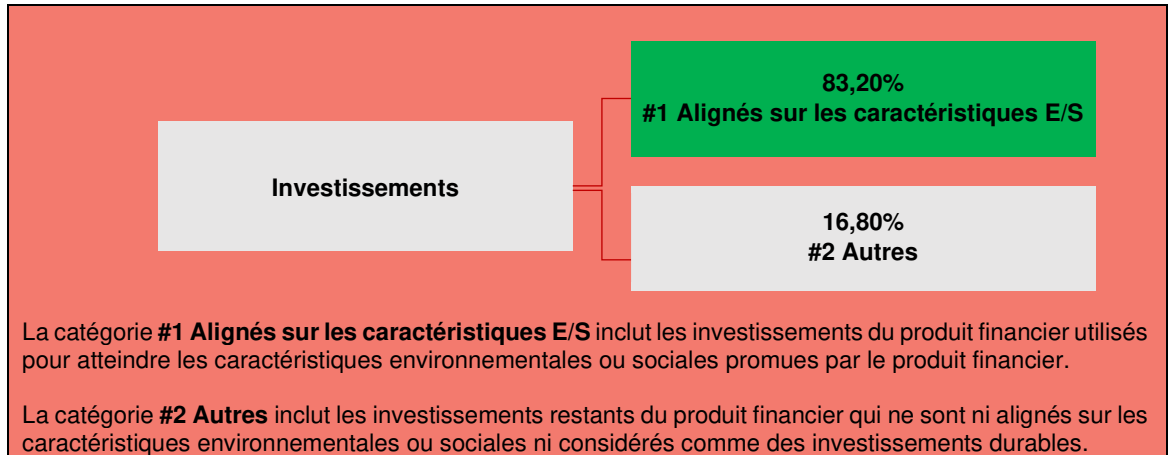 83,20%
#1 Alignés sur les caractéristiques E/S
Investissements
16,80%
#2 Autres
La catégorie #1 Alignés sur les caractéristiques E/S inclut les investissements du produit financier utilisés
pour atteindre les caractéristiques environnementales ou sociales promues par le produit financier.
La catégorie #2 Autres inclut les investissements restants du produit financier qui ne sont ni alignés sur les
caractéristiques environnementales ou sociales ni considérés comme des investissements durables.